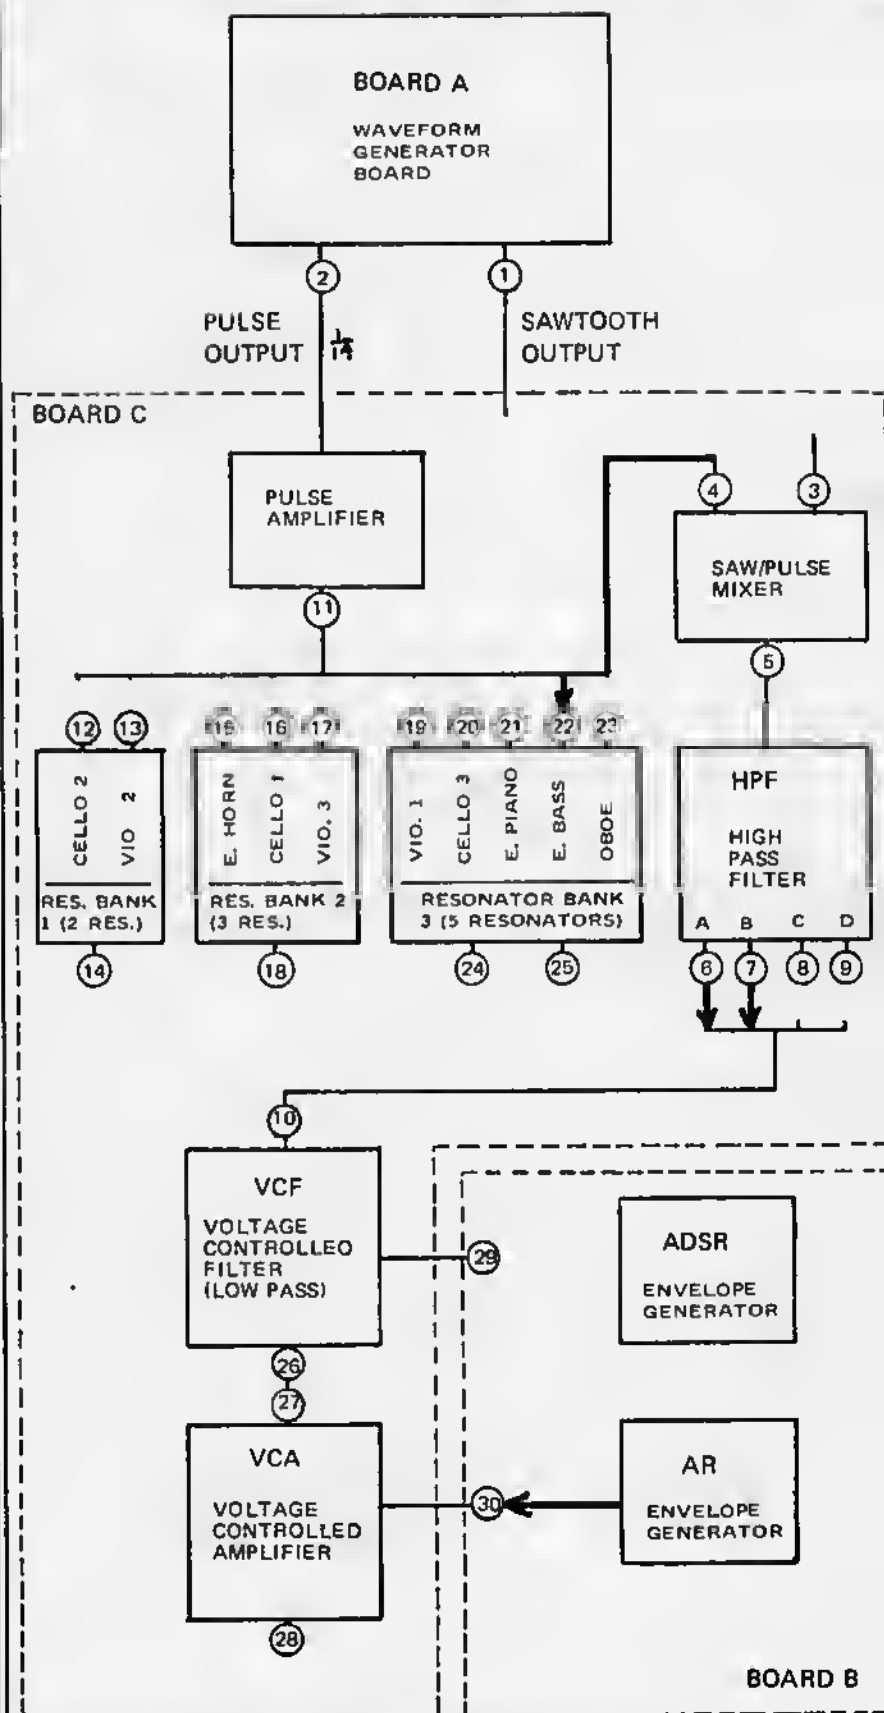 BOARD A
WAVEFORM
GENERATOR
BOARD
2
1
PULSE
OUTPUT
1/14
SAWTOOTH
OUTPUT
BOARD C
PULSE
AMPLIFIER
11
4
3
SAW/PULSE
MIXER
5
12
13
CELLO 2
VIO 2
RES. BANK
1 (2 RES.)
14
15
16
17
E. HORN
CELLO 1
VIO. 3
RES. BANK 2
(3 RES.)
18
19
20
21
22
23
VIO. 1
CELLO 3
E. PIANO
E. BASS
OBOE
RESONATOR BANK
3 (5 RESONATORS)
24
25
HPF
HIGH
PASS
FILTER
A B C D
6
7
8
9
10
VCF
VOLTAGE
CONTROLLEO
FILTER
(LOW PASS)
29
26
27
ADSR
ENVELOPE
GENERATOR
VCA
VOLTAGE
CONTROLLED
AMPLIFIER
30
28
AR
ENVELOPE
GENERATOR
BOARD B